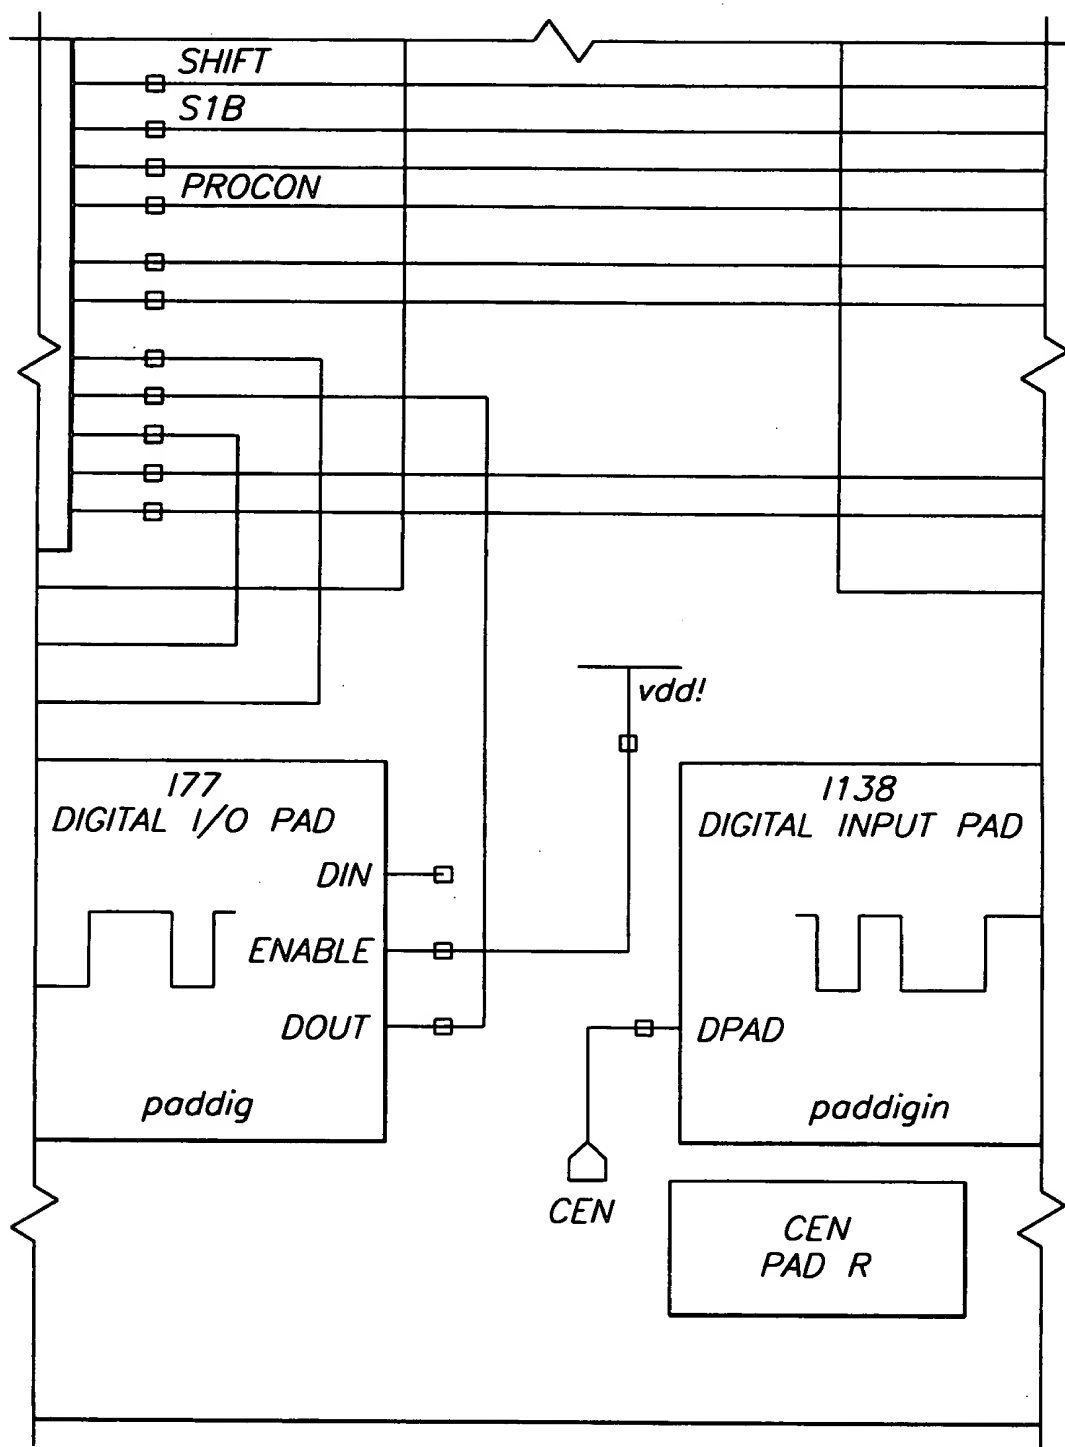 SHIFT
S1B
PROCON
vdd!
I77
DIGITAL I/O PAD
DIN
ENABLE
DOUT
paddig
I138
DIGITAL INPUT PAD
DPAD
paddigin
CEN
CEN
PAD R